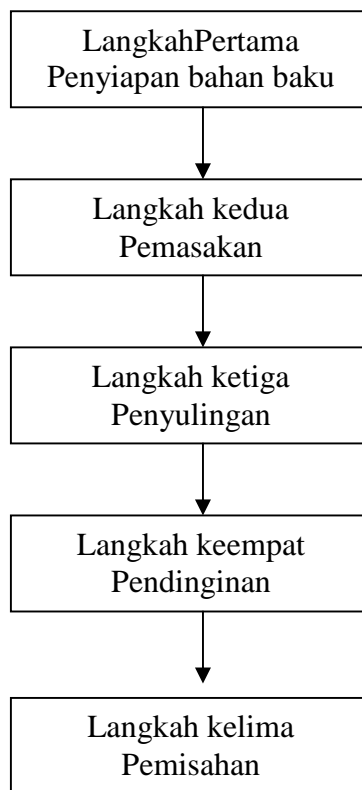 LangkahPertama
Penyiapan bahan baku
Langkah kedua
Pemasakan
Langkah ketiga
Penyulingan
Langkah keempat
Pendinginan
Langkah kelima
Pemisahan